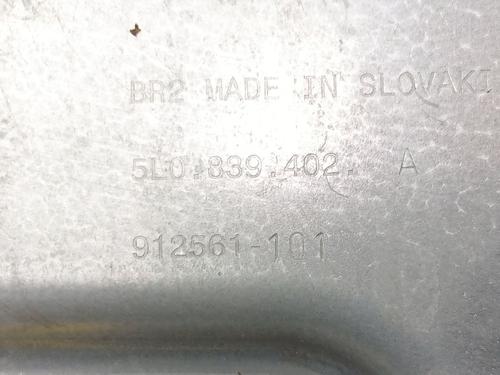 BR2 MADE IN SLOVAKI
5L0.839.402. A
912561-101